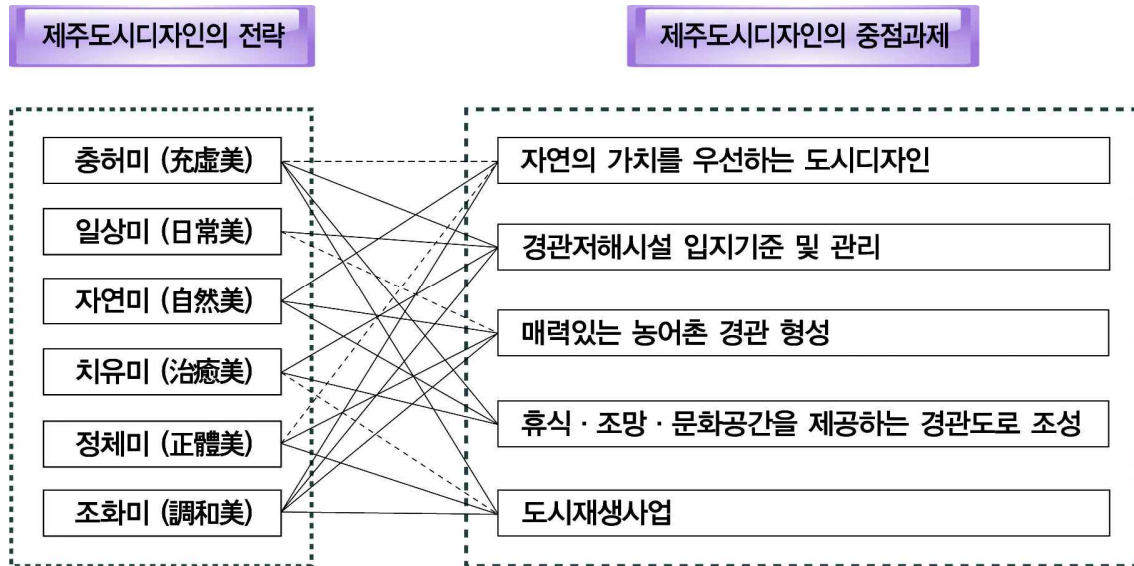 제주도시디자인의 전략
제주도시디자인의 중점과제
충허미 (充虛美)
일상미 (日常美)
자연미 (自然美)
치유미 (治癒美)
정체미 (正體美)
조화미 (調和美)
자연의 가치를 우선하는 도시디자인
경관저해시설 입지기준 및 관리
매력있는 농어촌 경관 형성
휴식 · 조망 · 문화공간을 제공하는 경관도로 조성
도시재생사업